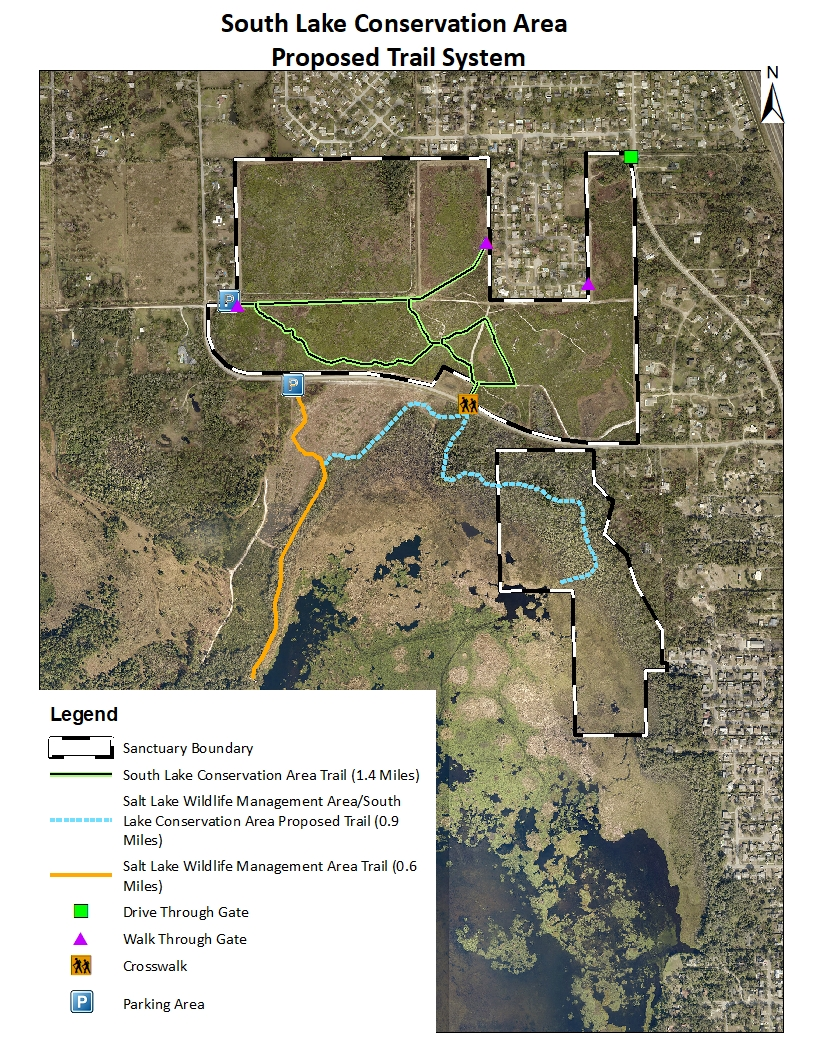 South Lake Conservation Area
Proposed Trail System
N
P
P
Legend
Sanctuary Boundary
South Lake Conservation Area Trail (1.4 Miles)
Salt Lake Wildlife Management Area/South
Lake Conservation Area Proposed Trail (0.9
Miles)
Salt Lake Wildlife Management Area Trail (0.6
Miles)
Drive Through Gate
Walk Through Gate
Crosswalk
P
Parking Area